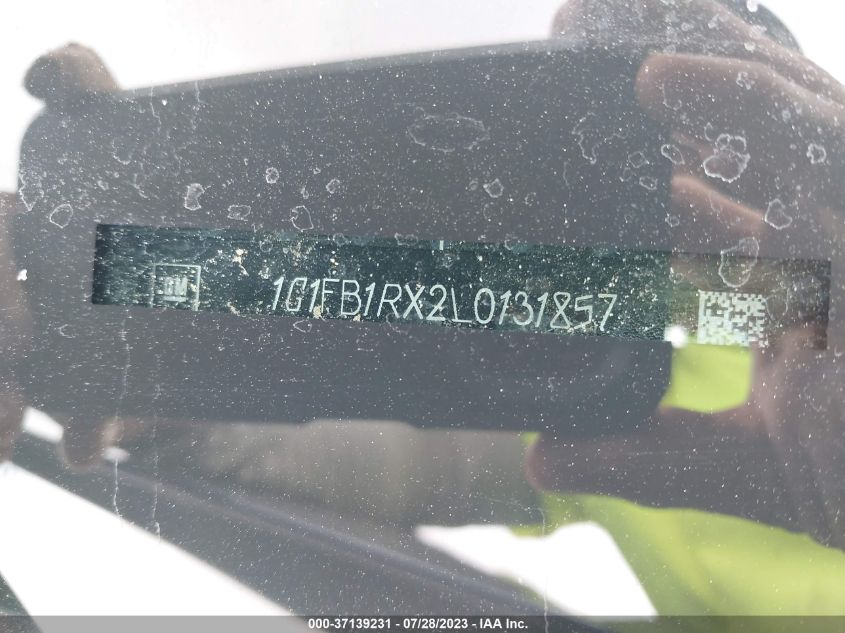 GM
1G1FB1RX2L0131857
000-37139231 - 07/28/2023 - IAA Inc.